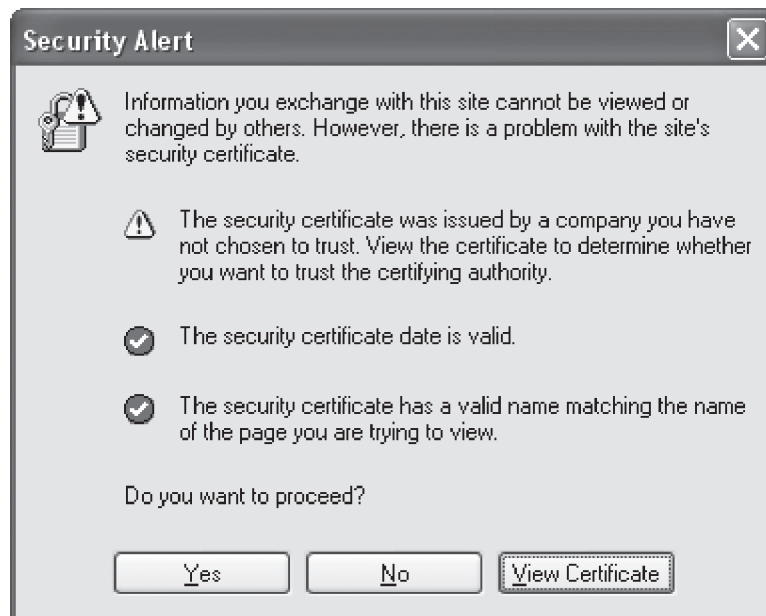 Security Alert
Information you exchange with this site cannot be viewed or
changed by others. However, there is a problem with the site's
security certificate.
The security certificate was issued by a company you have
not chosen to trust. View the certificate to determine whether
you want to trust the certifying authority.
The security certificate date is valid.
The security certificate has a valid name matching the name
of the page you are trying to view.
Do you want to proceed?
Yes No View Certificate